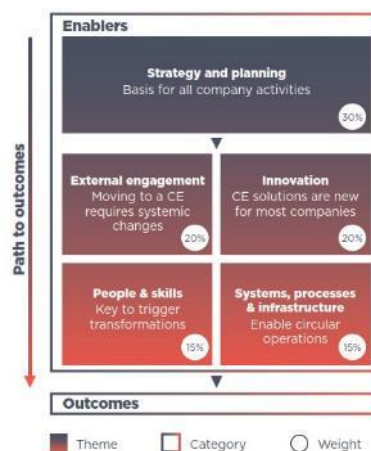 Enablers
Strategy and planning
Basis for all company activities
30%
External engagement
Moving to a CE
requires systemic
changes
20%
Innovation
CE solutions are new
for most companies
20%
People & skills
Key to trigger
transformations
15%
Systems, processes
& infrastructure
Enable circular
operations
15%
Path to outcomes
Outcomes
Theme
Category
Weight